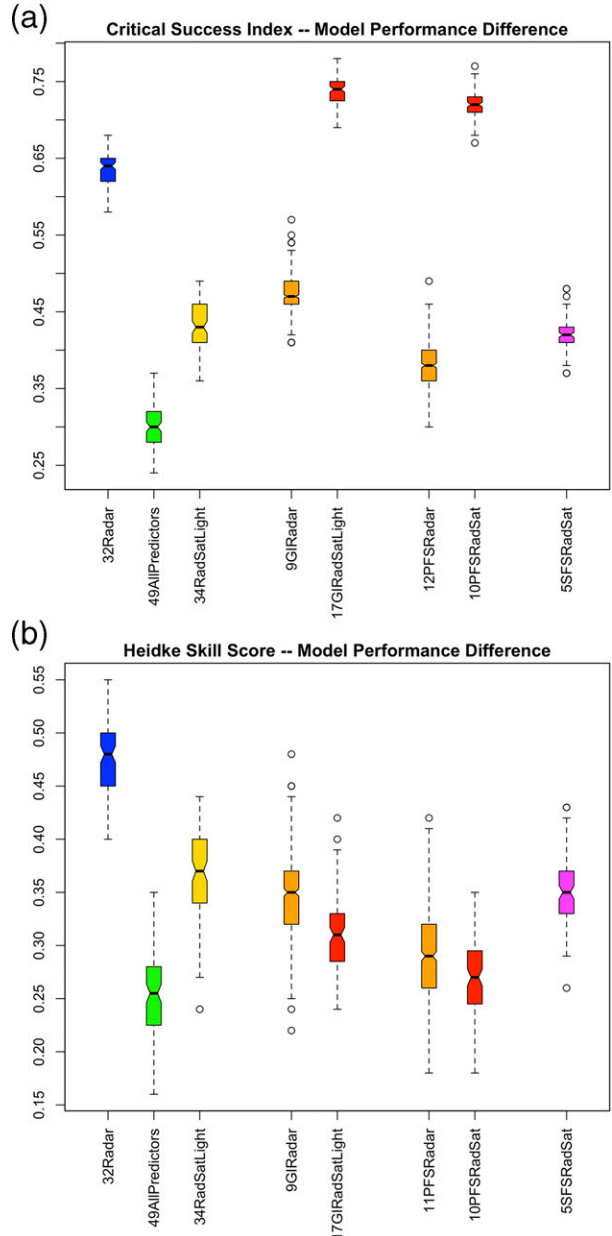 (a)
Critical Success Index -- Model Performance Difference
0.75
0.65
0.55
0.45
0.35
0.25
32Radar
49AllPredictors
34RadSatLight
9GIRadar
17GIRadSatLight
12PFSRadar
10PFSRadSat
5SFSRadSat
(b)
Heidke Skill Score -- Model Performance Difference
0.55
0.50
0.45
0.40
0.35
0.30
0.25
0.20
0.15
32Radar
49AllPredictors
34RadSatLight
9GIRadar
17GIRadSatLight
11PFSRadar
10PFSRadSat
5SFSRadSat